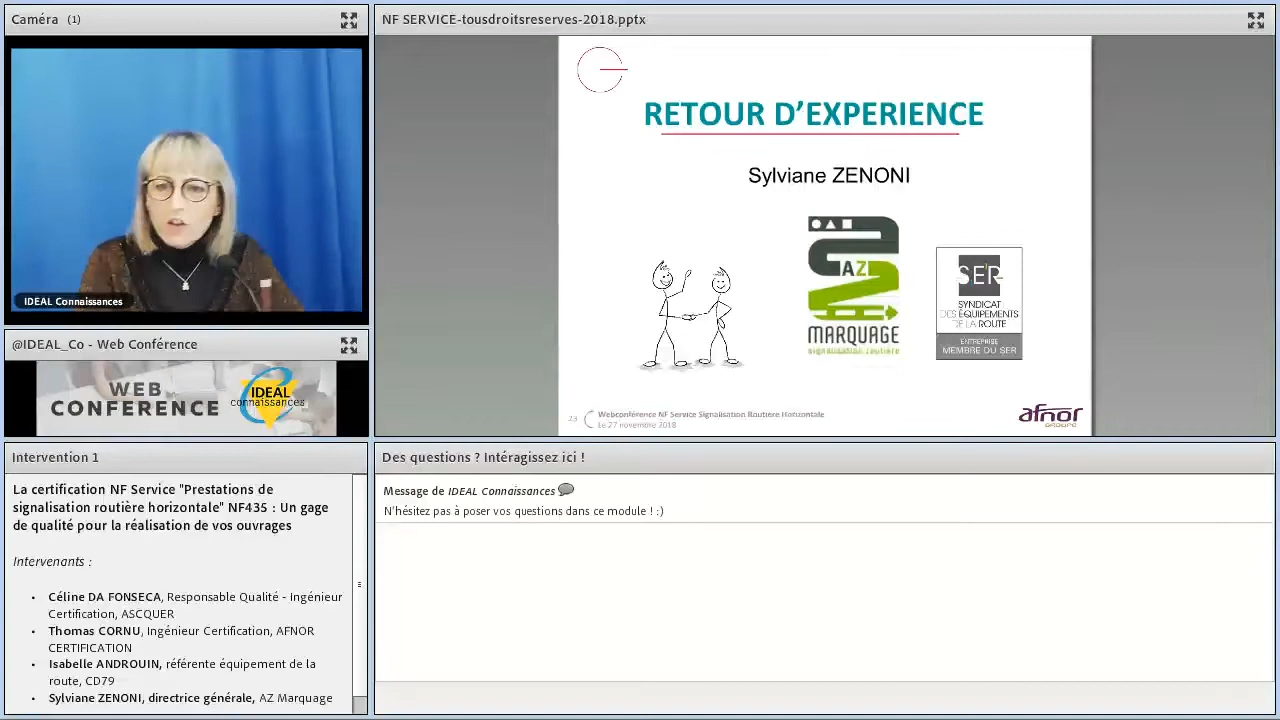 Caméra (1)
IDEAL Connaissances
@IDEAL_Co - Web Conférence
WEB
CONFERENCE
IDEAL
connaissances
Intervention 1
La certification NF Service "Prestations de
signalisation routière horizontale" NF435 : Un gage
de qualité pour la réalisation de vos ouvrages
Intervenants :
• Céline DA FONSECA, Responsable Qualité - Ingénieur
Certification, ASCQUER
• Thomas CORNU, Ingénieur Certification, AFNOR
CERTIFICATION
• Isabelle ANDROUIN, référente équipement de la
route, CD79
• Sylviane ZENONI, directrice générale, AZ Marquage
NF SERVICE-tousdroitsreserves-2018.pptx
RETOUR D’EXPERIENCE
Sylviane ZENONI
AZ
MARQUAGE
signalisation routière
SER
SYNDICAT
DES ÉQUIPEMENTS
DE LA ROUTE
ENTREPRISE
MEMBRE DU SER
23
Webconférence NF Service Signalisation Routière Horizontale
Le 27 novembre 2018
afnor
GROUPE
Des questions ? Intéragissez ici !
Message de IDEAL Connaissances
N'hésitez pas à poser vos questions dans ce module ! :)